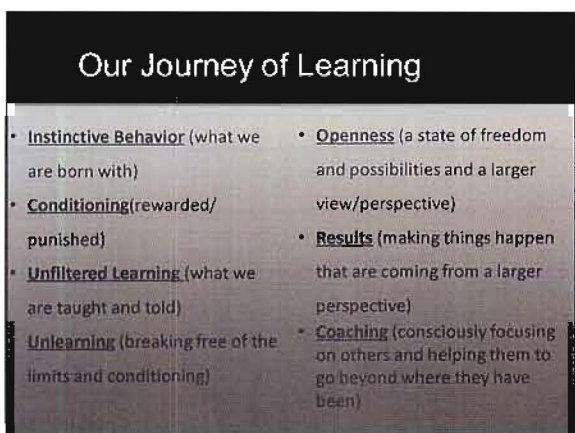 Our Journey of Learning
• Instinctive Behavior (what we
are born with)
• Conditioning(rewarded/
punished)
• Unfiltered Learning (what we
are taught and told)
Unlearning (breaking free of the
limits and conditioning)
• Openness (a state of freedom
and possibilities and a larger
view/perspective)
• Results (making things happen
that are coming from a larger
perspective)
• Coaching (consciously focusing
on others and helping them to
go beyond where they have
been)